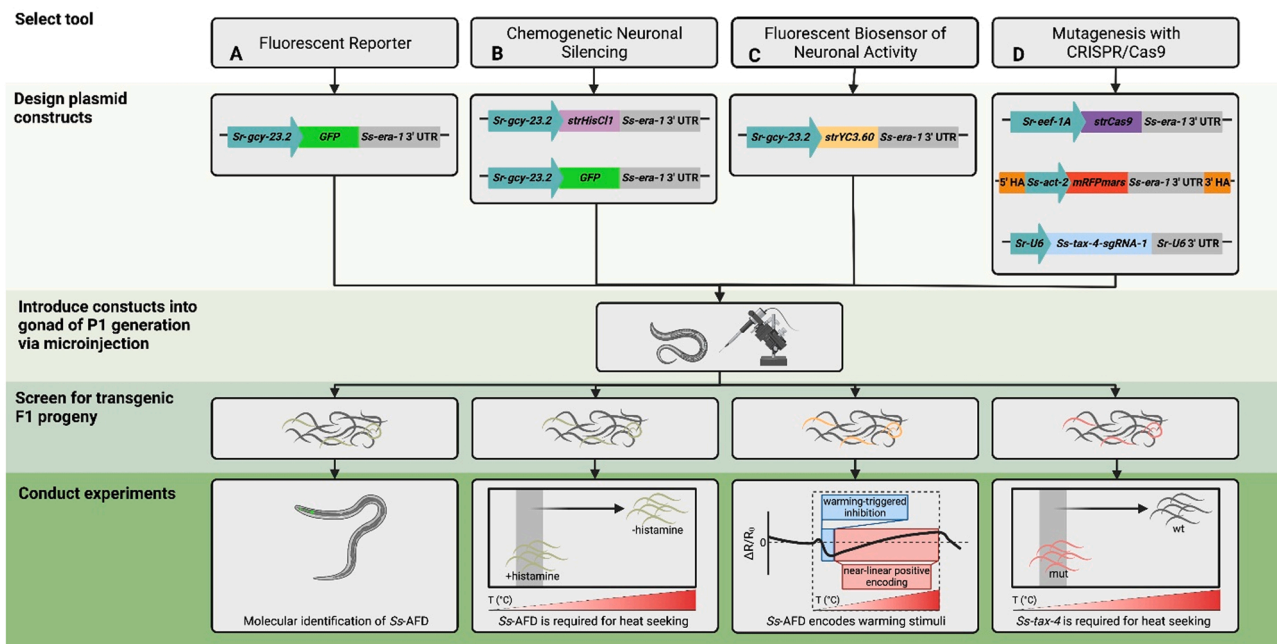 Select tool
A Fluorescent Reporter
B Chemogenetic Neuronal
Silencing
C Fluorescent Biosensor of
Neuronal Activity
D Mutagenesis with
CRISPR/Cas9
Design plasmid
constructs
Sr-gcy-23.2 GFP Ss-era-1 3' UTR
Sr-gcy-23.2 strHisCl1 Ss-era-1 3' UTR
Sr-gcy-23.2 GFP Ss-era-1 3' UTR
Sr-gcy-23.2 strYC3.60 Ss-era-1 3' UTR
Sr-eef-1A strCas9 Ss-era-1 3' UTR
5' HA Ss-act-2 mRFPmars Ss-era-1 3' UTR 3' HA
Sr-U6 Ss-tax-4-sgRNA-1 Sr-U6 3' UTR
Introduce constucts into
gonad of P1 generation
via microinjection
Screen for transgenic
F1 progeny
Conduct experiments
Molecular identification of Ss-AFD
-histamine
+histamine
T (°C)
Ss-AFD is required for heat seeking
warming-triggered
inhibition
ΔR/R₀
0
near-linear positive
encoding
T (°C)
Ss-AFD encodes warming stimuli
wt
mut
T (°C)
Ss-tax-4 is required for heat seeking